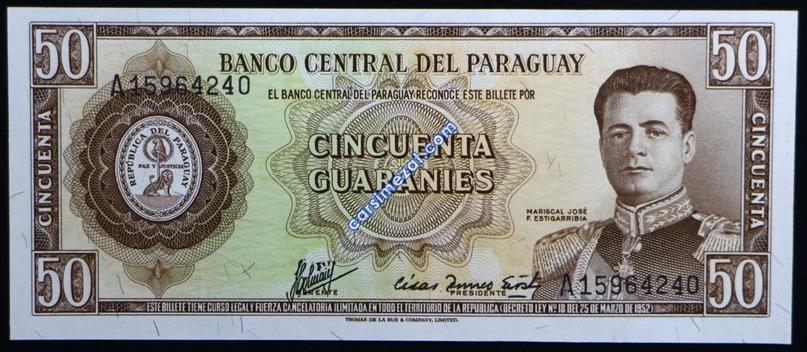 50
50
BANCO CENTRAL DEL PARAGUAY
A15964240
EL BANCO CENTRAL DEL PARAGUAY RECONOCE ESTE BILLETE POR
CINCUENTA
CINCUENTA
REPÚBLICA DEL PARAGUAY
PAZ Y JUSTICIA
CINCUENTA
GUARANIES
carsimezat.com
MARISCAL JOSÉ
F. ESTIGARRIBIA
GERENTE
PRESIDENTE
A15964240
50
50
ESTE BILLETE TIENE CURSO LEGAL Y FUERZA CANCELATORIA ILIMITADA EN TODO EL TERRITORIO DE LA REPUBLICA (DECRETO LEY Nº 18 DEL 25 DE MARZO DE 1952)
THOMAS DE LA RUE & COMPANY, LIMITED.